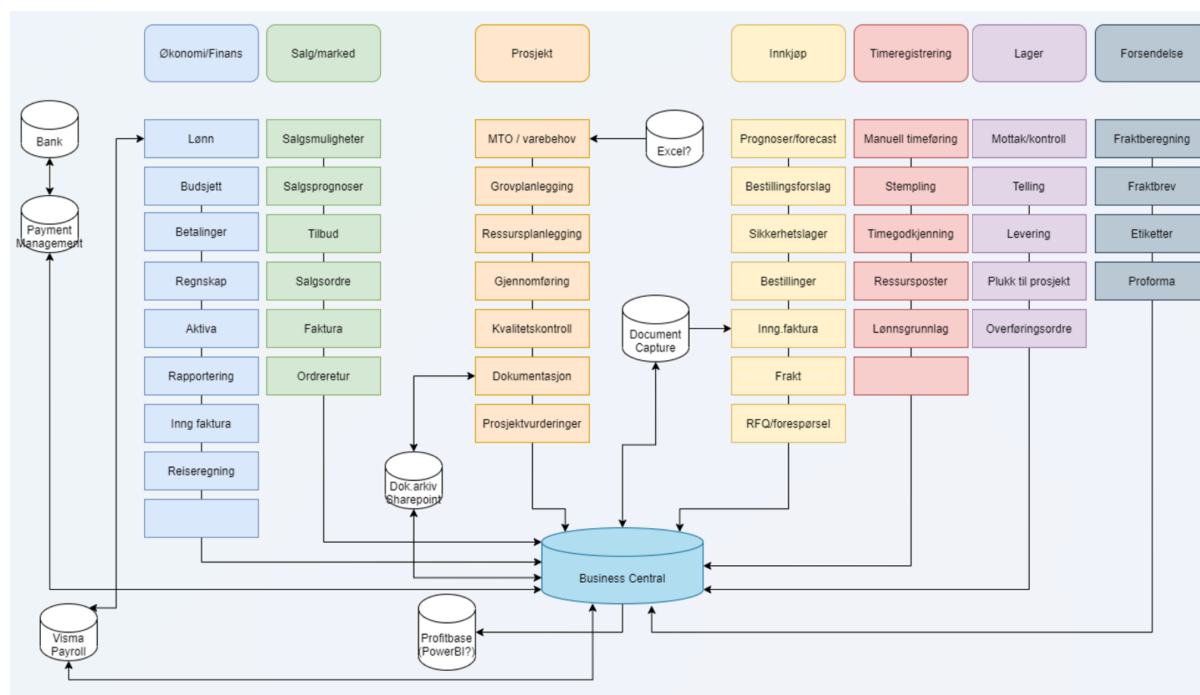 Økonomi/Finans
Salg/marked
Prosjekt
Innkjøp
Timeregistrering
Lager
Forsendelse
Bank
Payment
Management
Lønn
Budsjett
Betalinger
Regnskap
Aktiva
Rapportering
Inng faktura
Reiseregning
Salgsmuligheter
Salgsprognoser
Tilbud
Salgsordre
Faktura
Ordreretur
MTO / varebehov
Grovplanlegging
Ressursplanlegging
Gjennomføring
Kvalitetskontroll
Dokumentasjon
Prosjektvurderinger
Excel?
Document
Capture
Prognoser/forecast
Bestillingsforslag
Sikkerhetslager
Bestillinger
Inng.faktura
Frakt
RFQ/forespørsel
Manuell timeføring
Stempling
Timegodkjenning
Ressursposter
Lønnsgrunnlag
Mottak/kontroll
Telling
Levering
Plukk til prosjekt
Overføringsordre
Fraktberegning
Fraktbrev
Etiketter
Proforma
Dok.arkiv
Sharepoint
Business Central
Visma
Payroll
Profitbase
(PowerBI?)